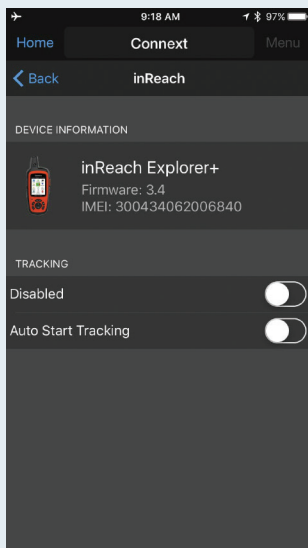 9:18 AM
97%
Home
Connext
Menu
Back
inReach
DEVICE INFORMATION
inReach Explorer+
Firmware: 3.4
IMEI: 300434062006840
TRACKING
Disabled
Auto Start Tracking